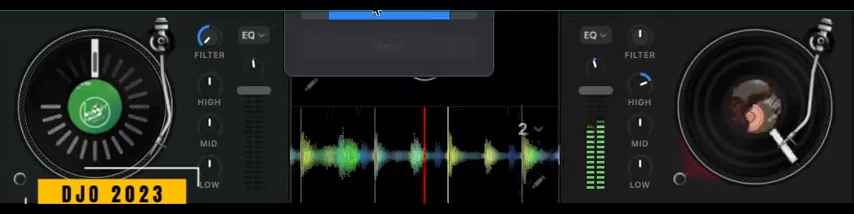 EQ
FILTER
HIGH
MID
LOW
DJO 2023
2
EQ
FILTER
HIGH
MID
LOW